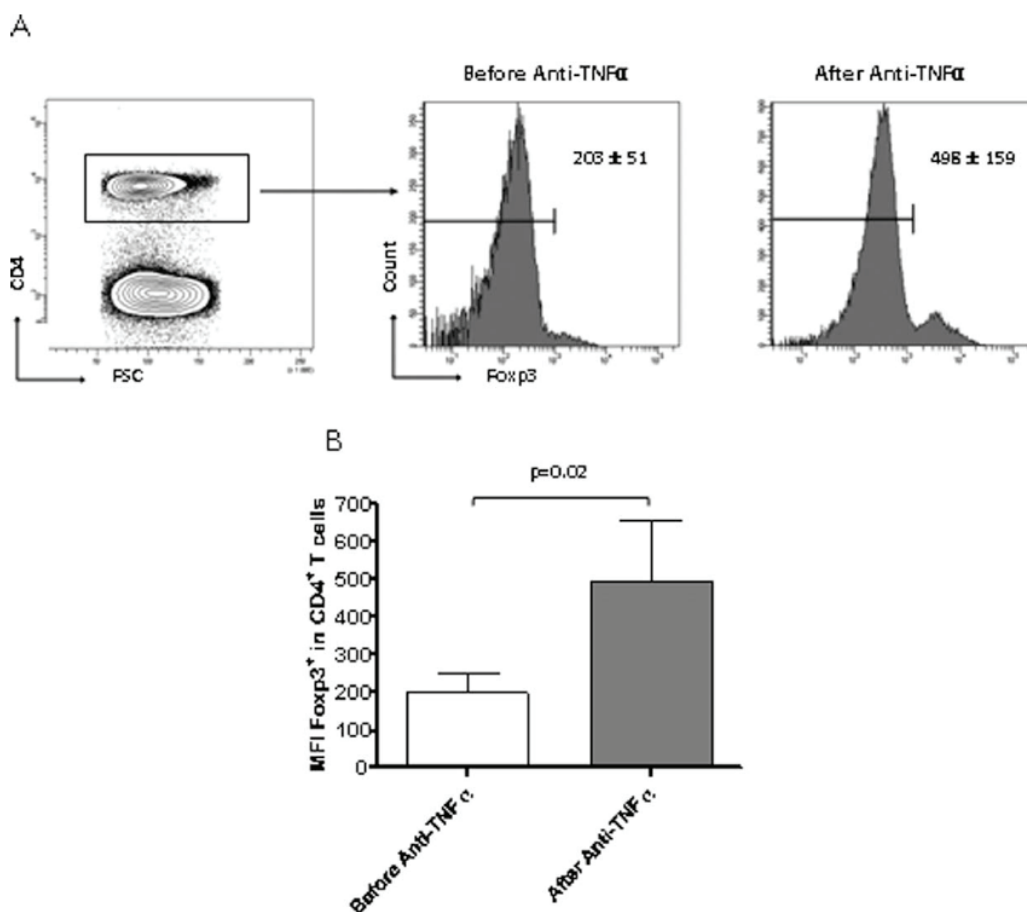 A
Before Anti-TNFα
After Anti-TNFα
203 ± 51
498 ± 159
CD4
FSC
Count
Foxp3
B
p=0.02
MFI Foxp3⁺ in CD4⁺ T cells
700
600
500
400
300
200
100
0
Before Anti-TNFα
After Anti-TNFα